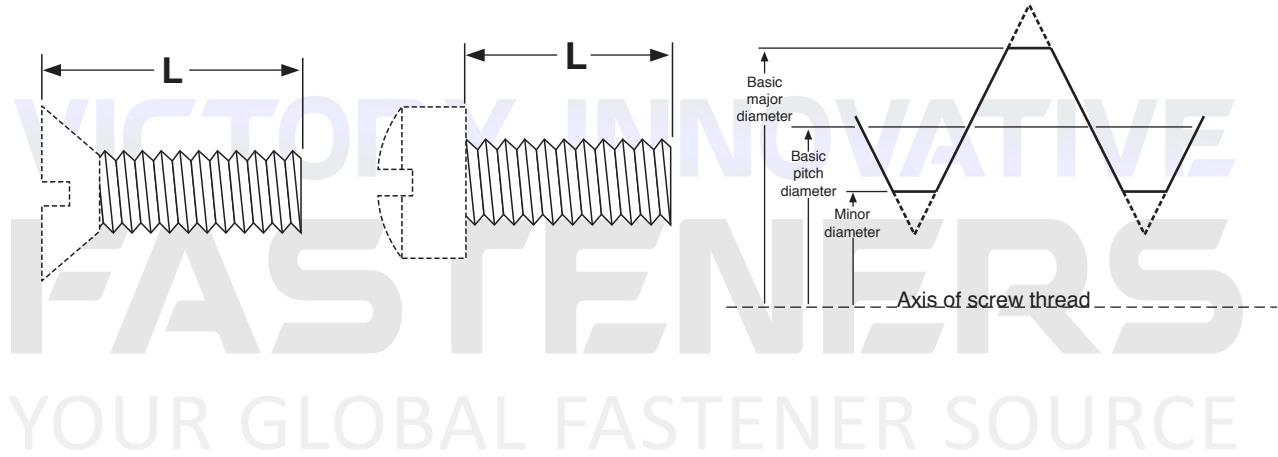 L
L
Basic
major
diameter
Basic
pitch
diameter
Minor
diameter
Axis of screw thread
VICTORY INNOVATIVE
FASTENERS
YOUR GLOBAL FASTENER SOURCE